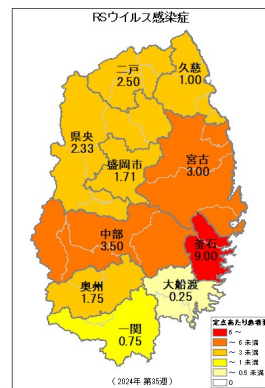 RSウイルス感染症
二戸
2.50
久慈
1.00
県央
2.33
盛岡市
1.71
宮古
3.00
中部
3.50
釜石
9.00
奥州
1.75
大船渡
0.25
一関
0.75
定点あたり患者数
6 ～
～ 6 未満
～ 3 未満
～ 1 未満
～ 0.5 未満
0
(2024年 第35週)